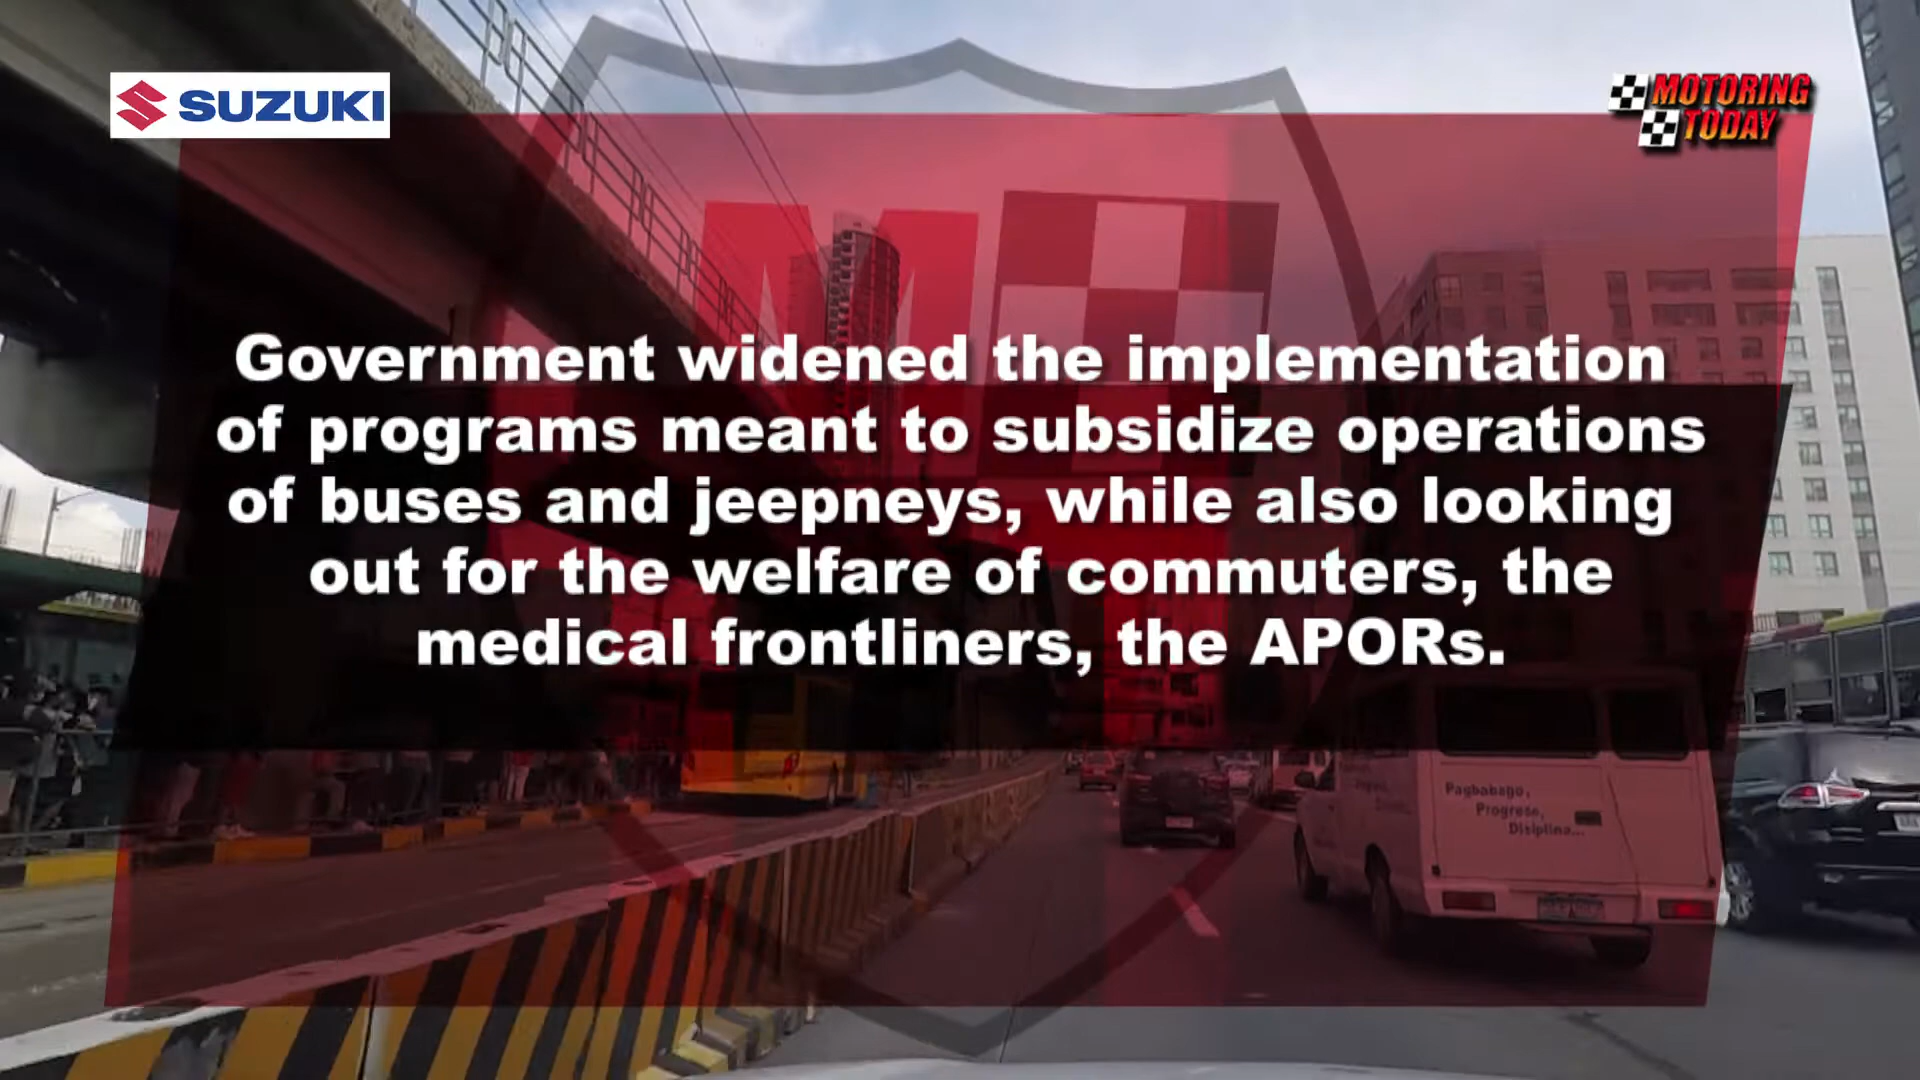 SUZUKI
MOTORING
TODAY
Government widened the implementation
of programs meant to subsidize operations
of buses and jeepneys, while also looking
out for the welfare of commuters, the
medical frontliners, the APORs.
Pagbabago,
Progreso,
Disiplina...